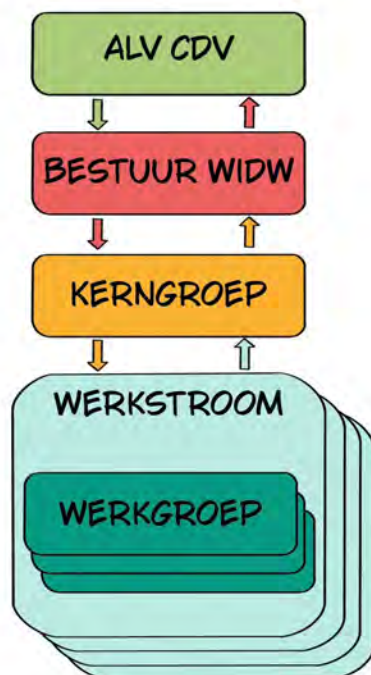 ALV CDV
BESTUUR WIDW
KERNGROEP
WERKSTROOM
WERKGROEP